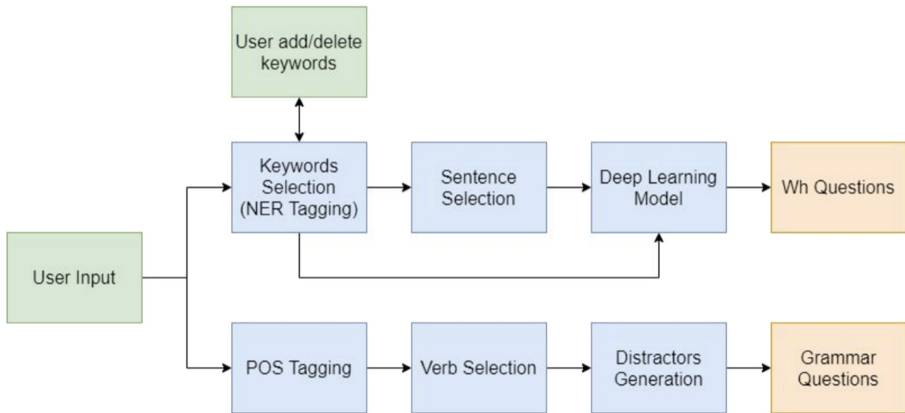 User add/delete
keywords
Keywords
Selection
(NER Tagging)
Sentence
Selection
Deep Learning
Model
Wh Questions
User Input
POS Tagging
Verb Selection
Distractors
Generation
Grammar
Questions